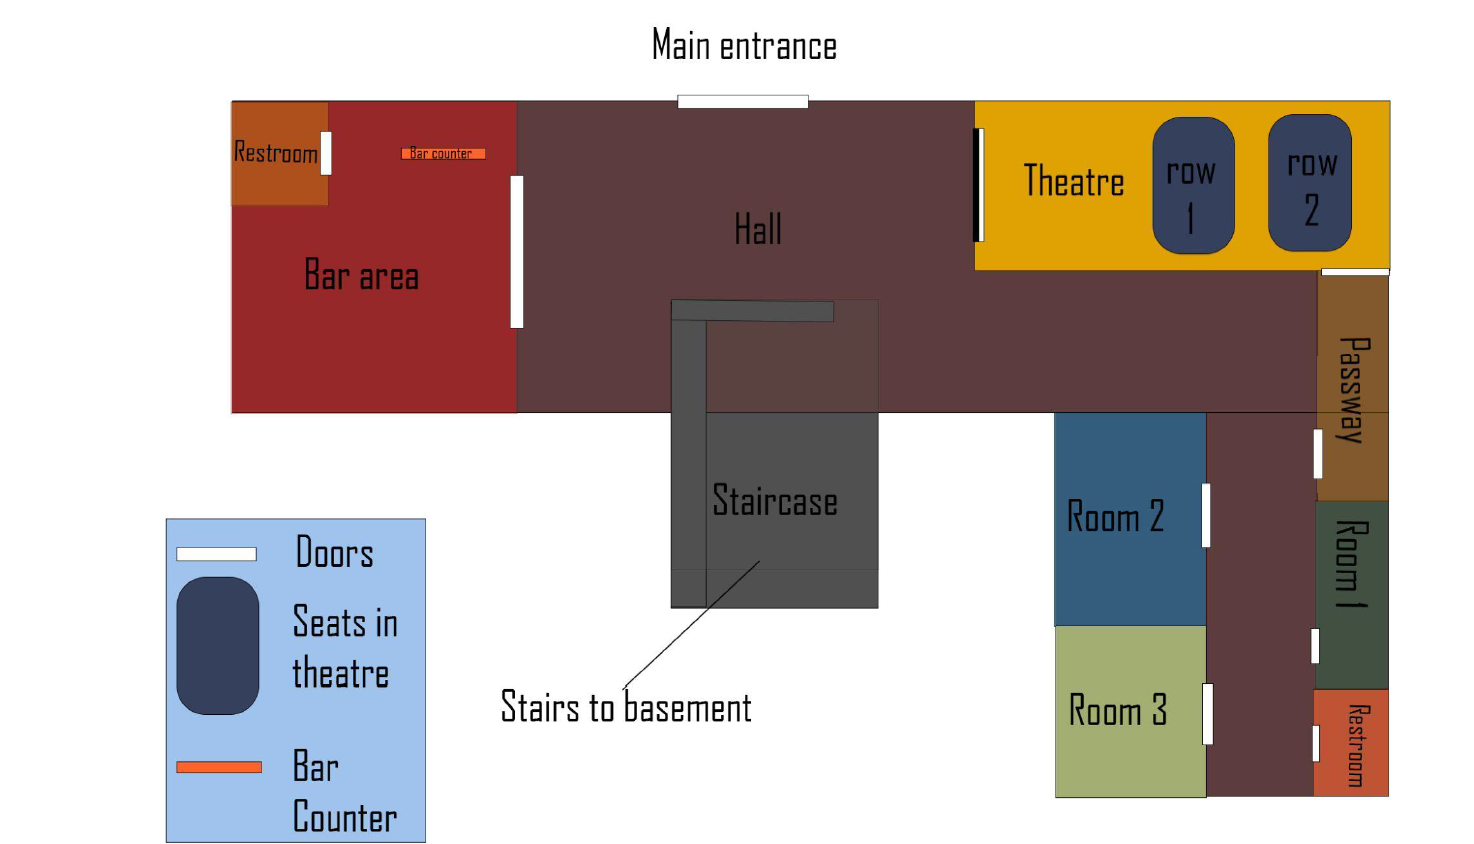 Main entrance
Restroom
Bar counter
Theatre
row
1
row
2
Hall
Bar area
Passway
Staircase
Room 2
Room 1
Doors
Seats in
theatre
Stairs to basement
Room 3
Restroom
Bar
Counter